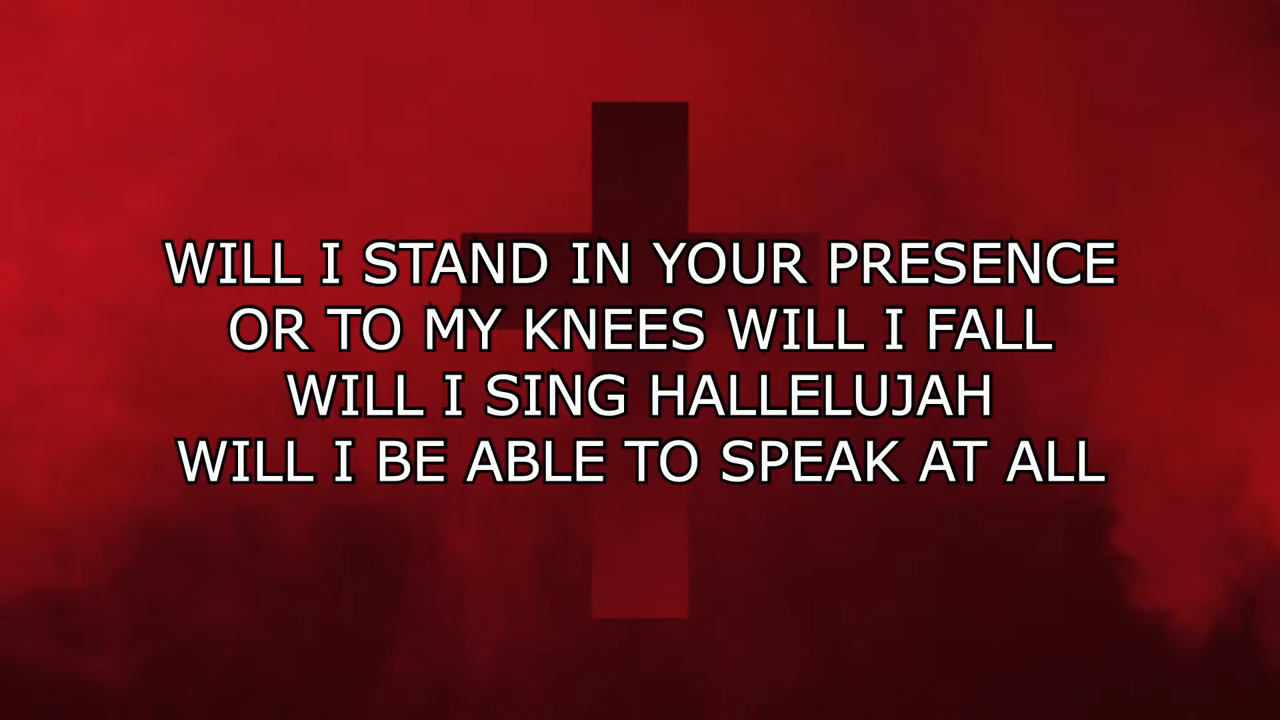 WILL I STAND IN YOUR PRESENCE
OR TO MY KNEES WILL I FALL
WILL I SING HALLELUJAH
WILL I BE ABLE TO SPEAK AT ALL